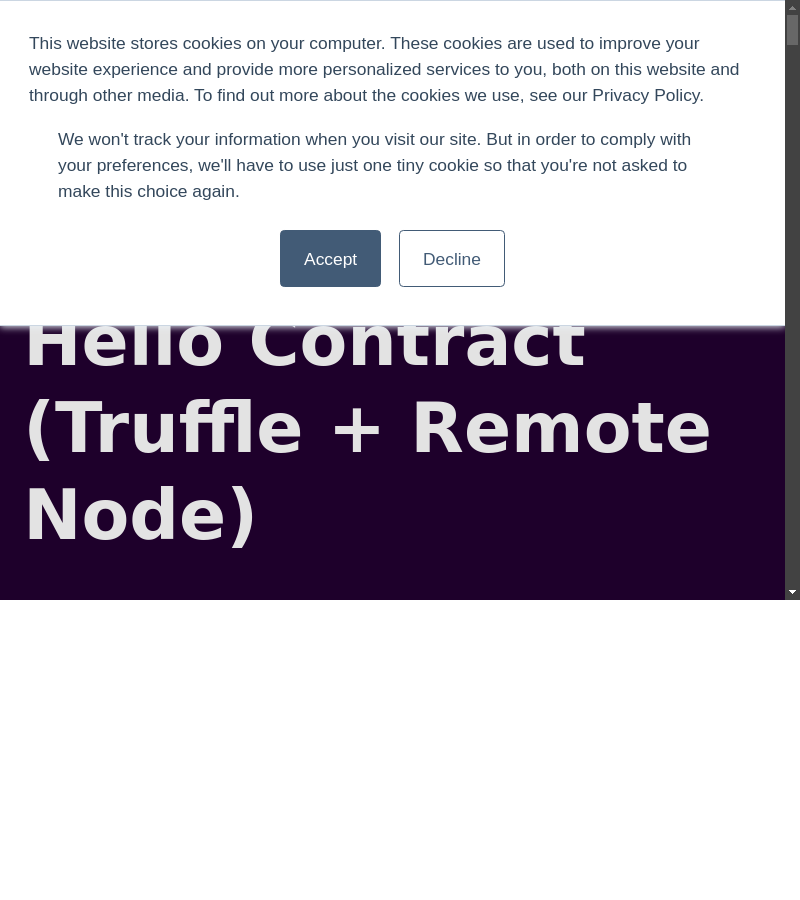 This website stores cookies on your computer. These cookies are used to improve your
website experience and provide more personalized services to you, both on this website and
through other media. To find out more about the cookies we use, see our Privacy Policy.
We won't track your information when you visit our site. But in order to comply with
your preferences, we'll have to use just one tiny cookie so that you're not asked to
make this choice again.
Accept Decline
Hello Contract
(Truffle + Remote
Node)